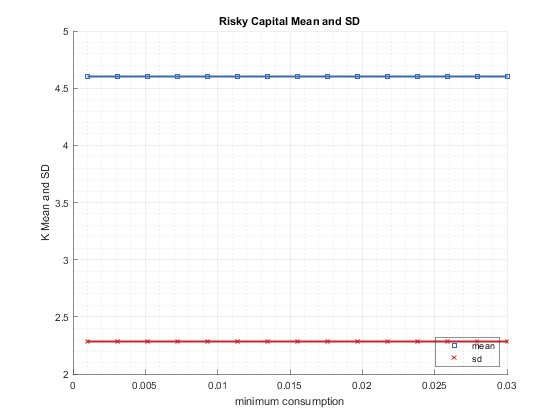 Risky Capital Mean and SD
5
4.5
4
3.5
3
2.5
2
K Mean and SD
0
0.005
0.01
0.015
0.02
0.025
0.03
minimum consumption
mean
sd